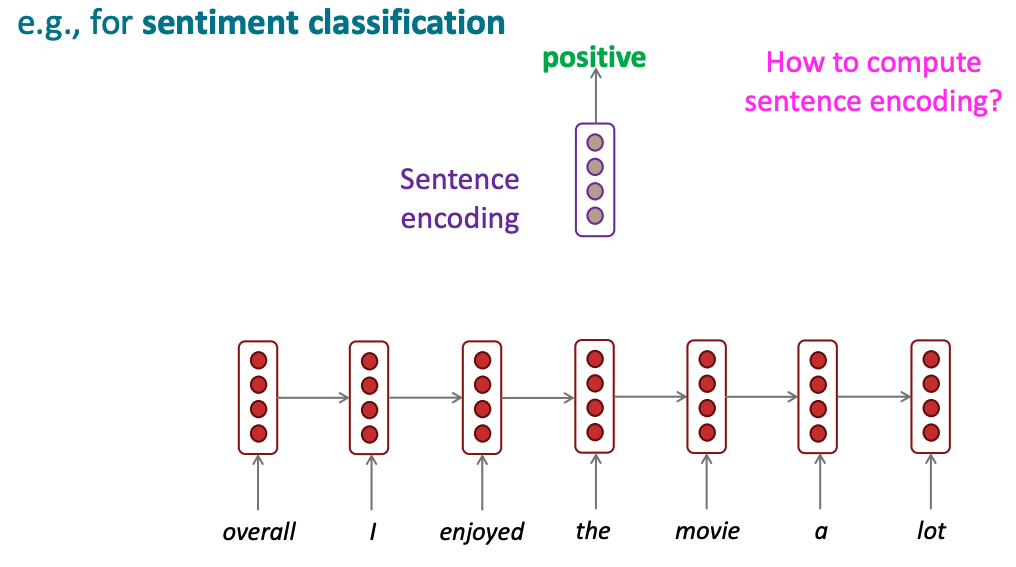 e.g., for sentiment classification
positive
How to compute
sentence encoding?
Sentence
encoding
overall I enjoyed the movie a lot